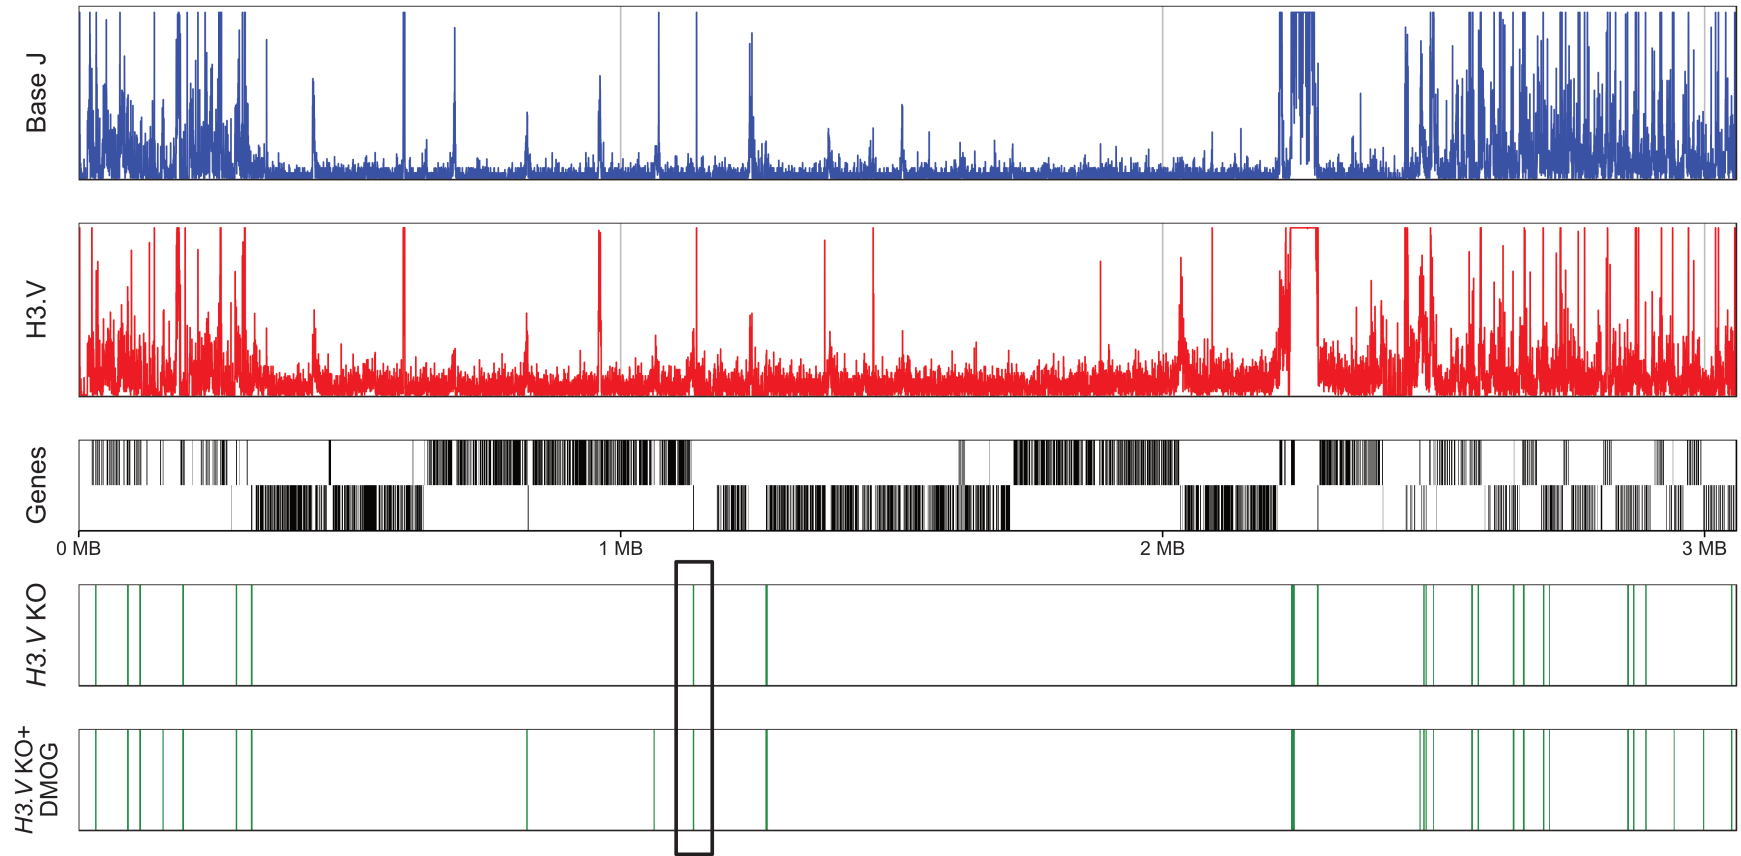 Base J
H3.V
Genes
0 MB
1 MB
2 MB
3 MB
H3.V KO
H3.V KO+
DMOG